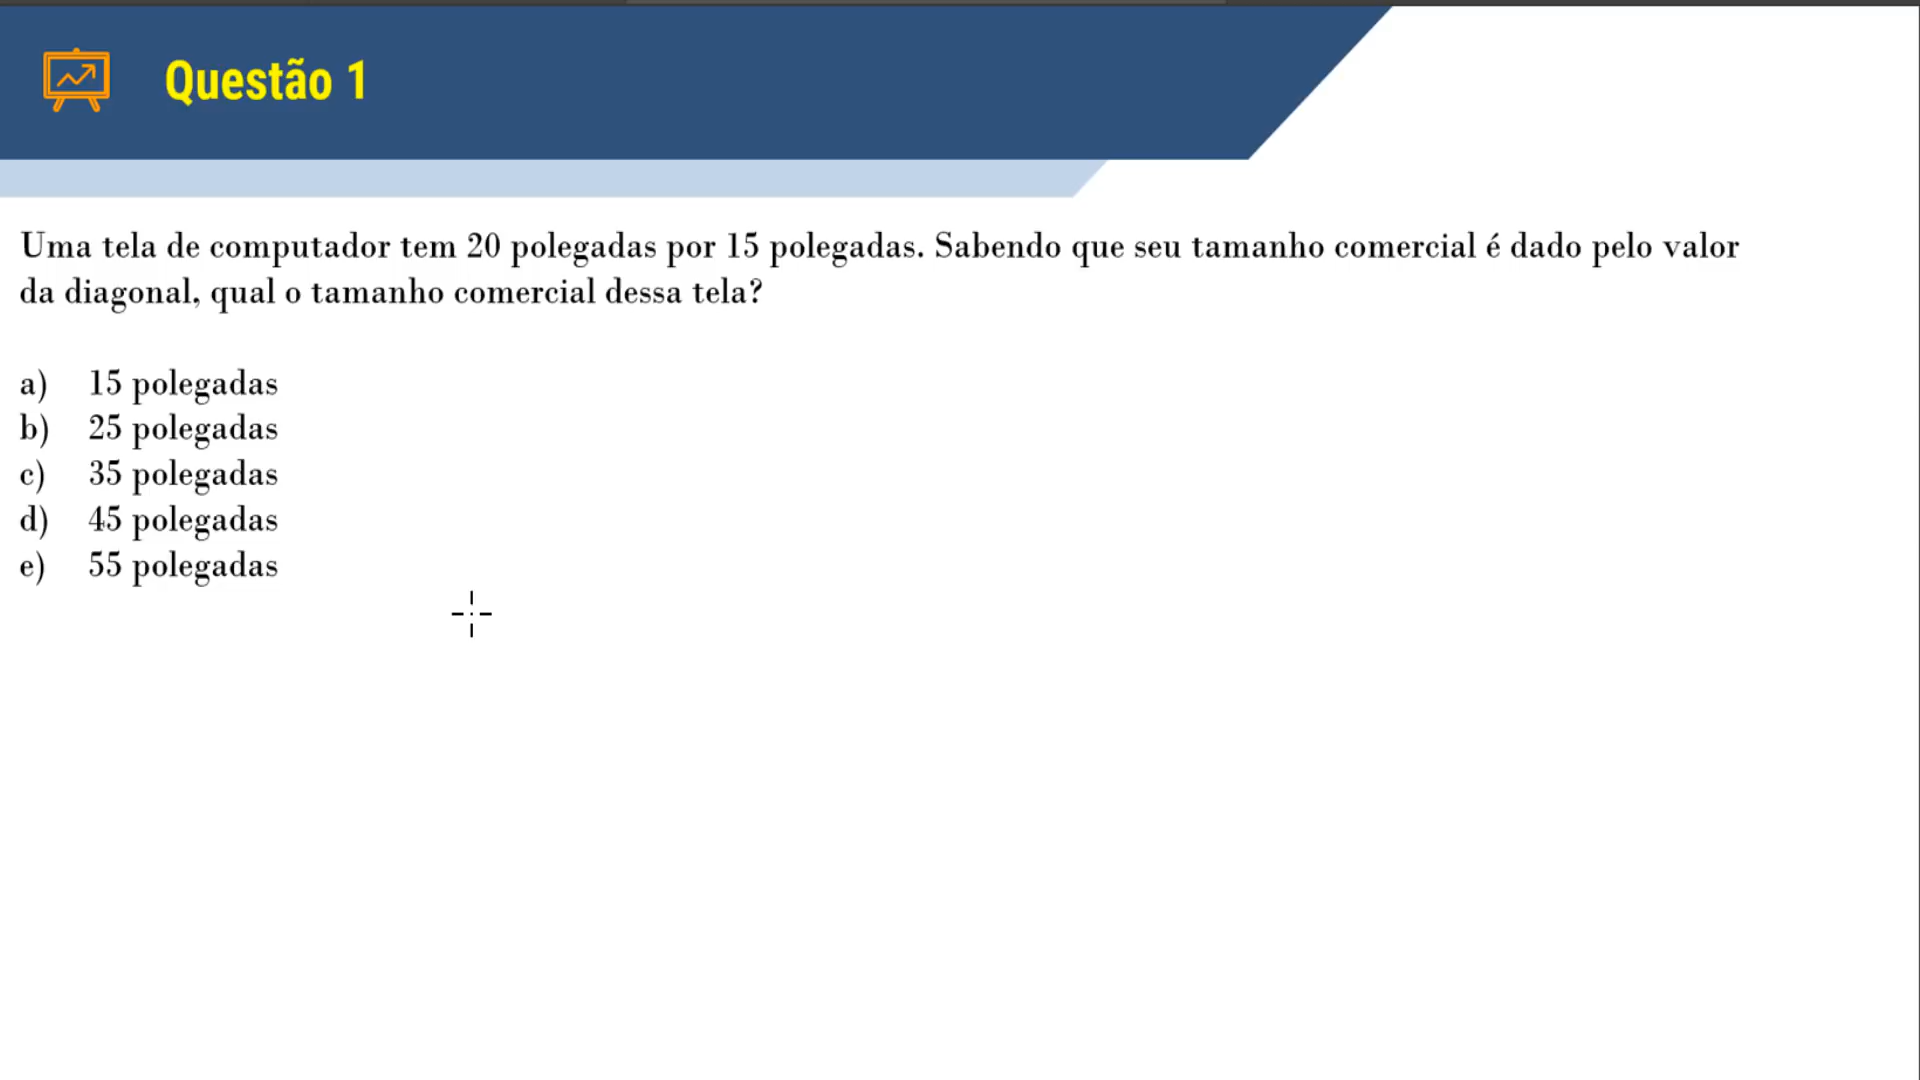 Questão 1
Uma tela de computador tem 20 polegadas por 15 polegadas. Sabendo que seu tamanho comercial é dado pelo valor
da diagonal, qual o tamanho comercial dessa tela?
a) 15 polegadas
b) 25 polegadas
c) 35 polegadas
d) 45 polegadas
e) 55 polegadas